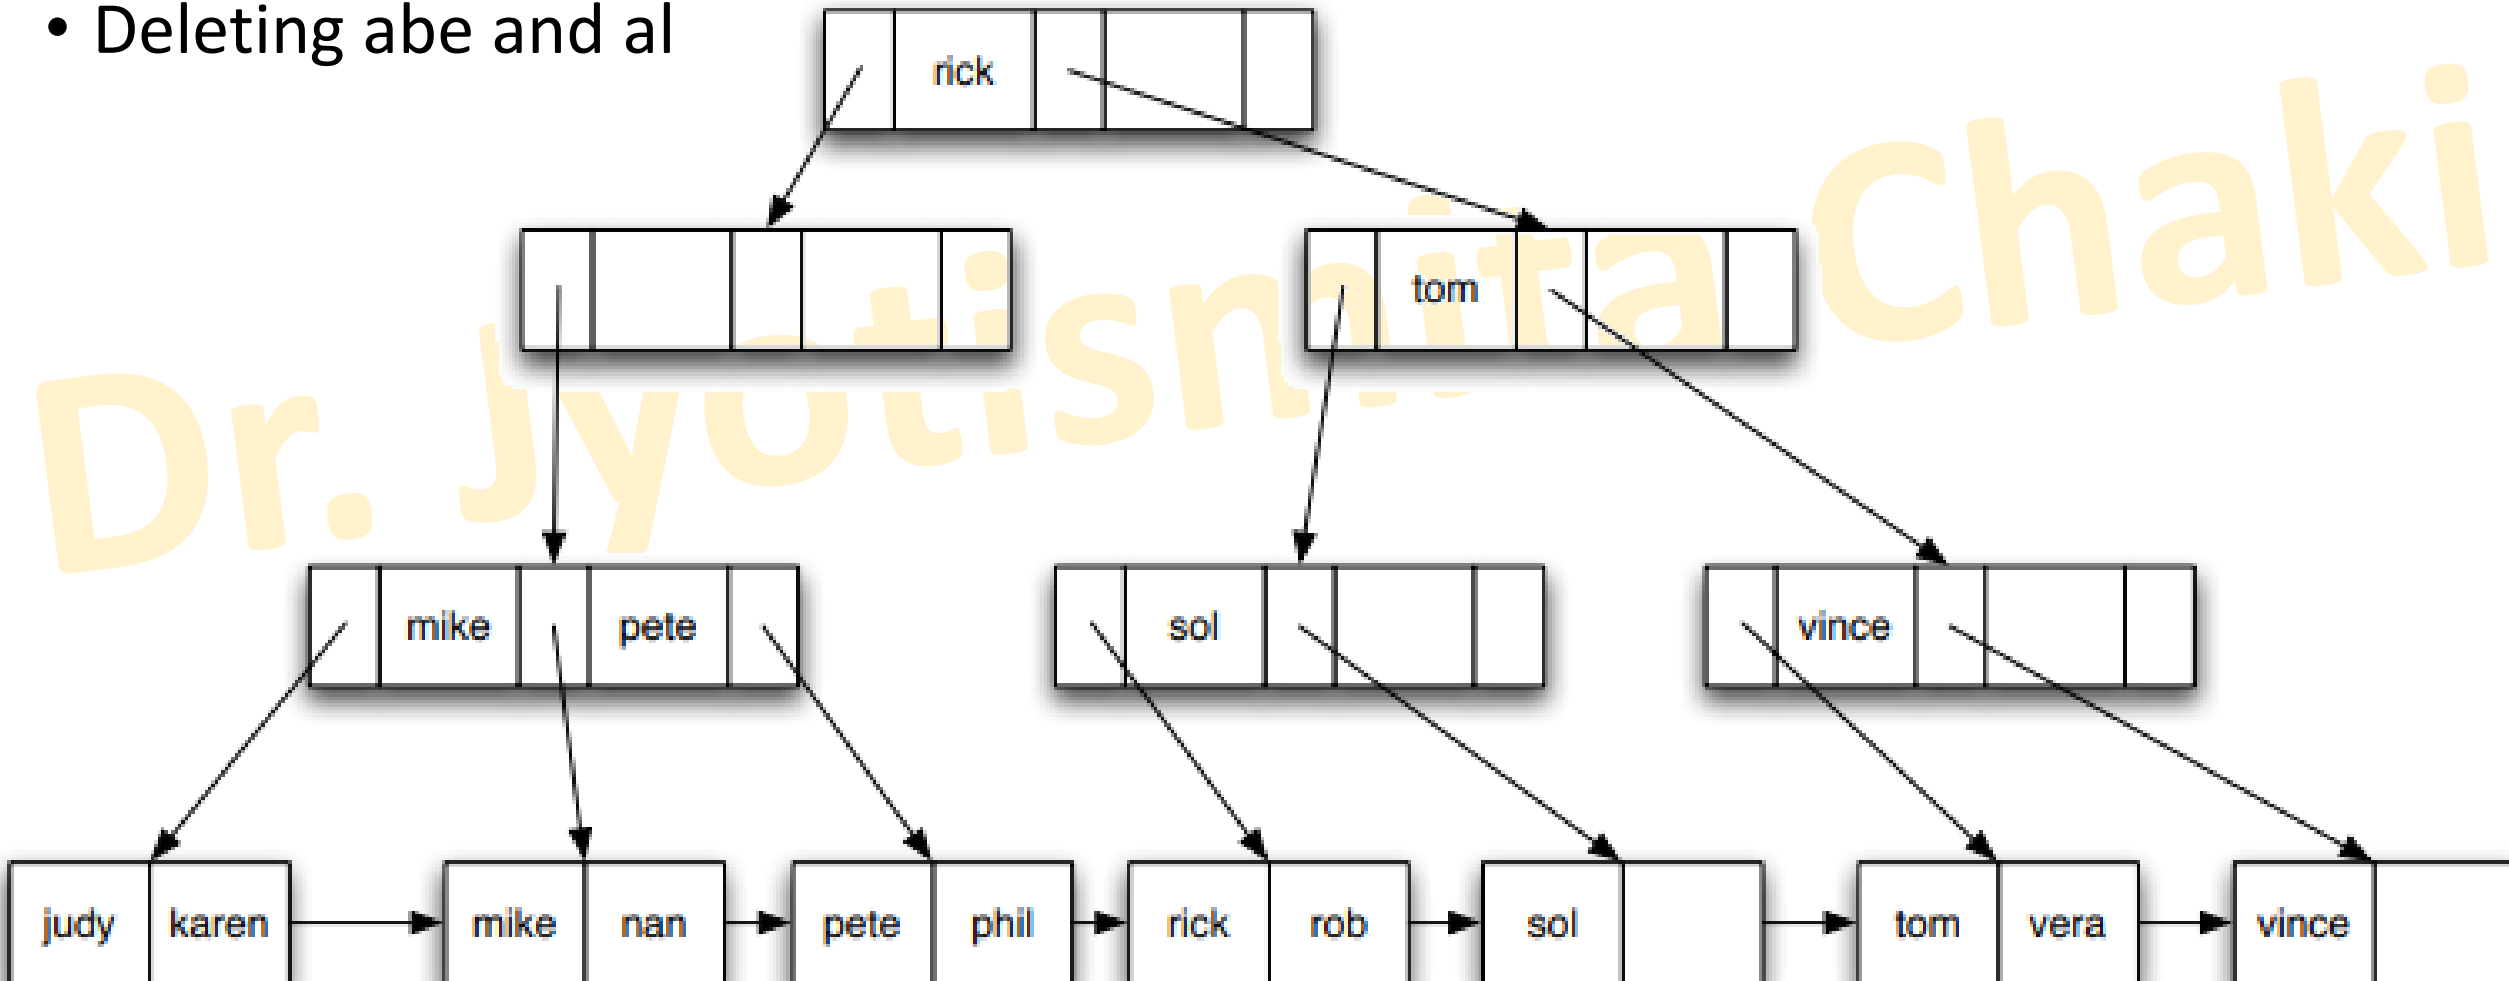 • Deleting abe and al
rick
tom
Dr. Jyotismita Chaki
mike pete sol vince
judy karen mike nan pete phil rick rob sol tom vera vince